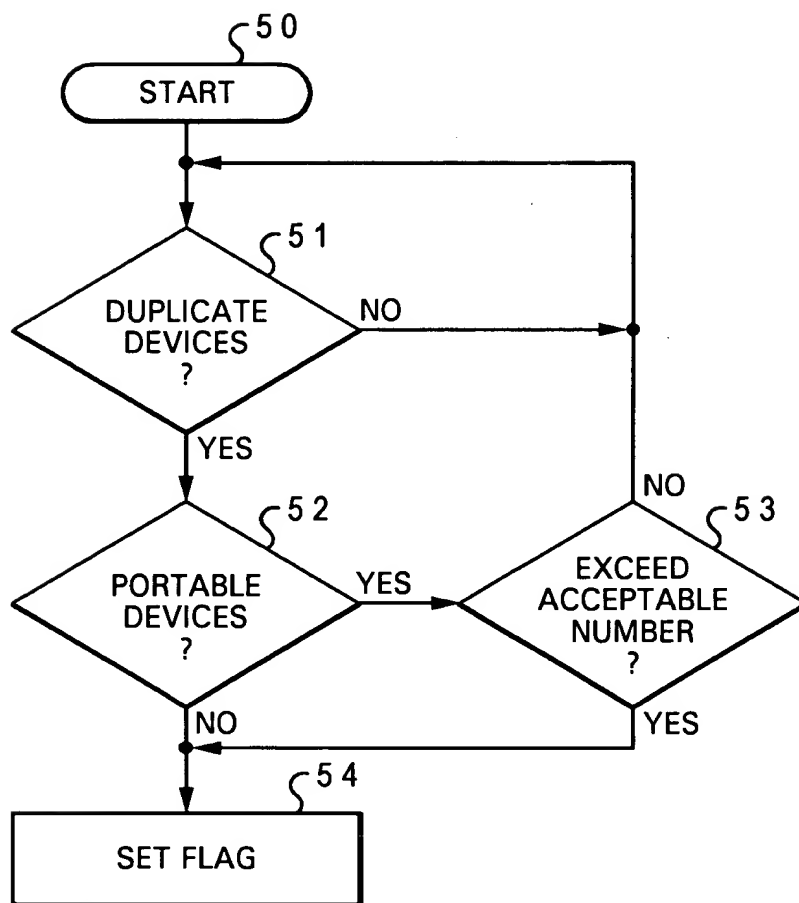 50
START
51
DUPLICATE
DEVICES
?
NO
YES
52
PORTABLE
DEVICES
?
YES
NO
53
EXCEED
ACCEPTABLE
NUMBER
?
NO
YES
54
SET FLAG